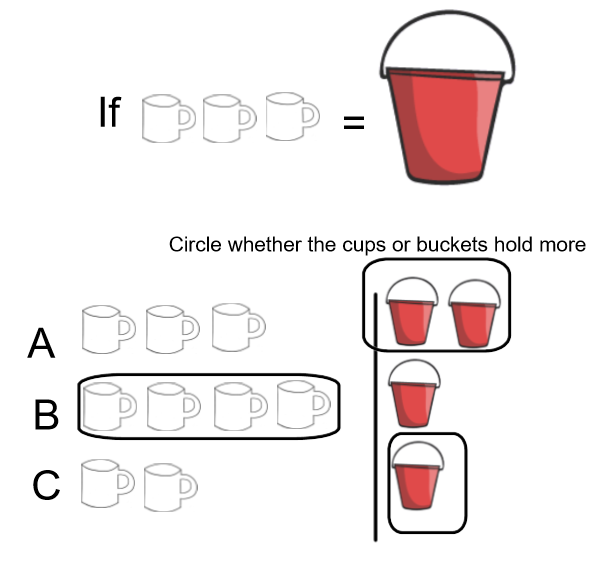 If =
Circle whether the cups or buckets hold more
A
B
C